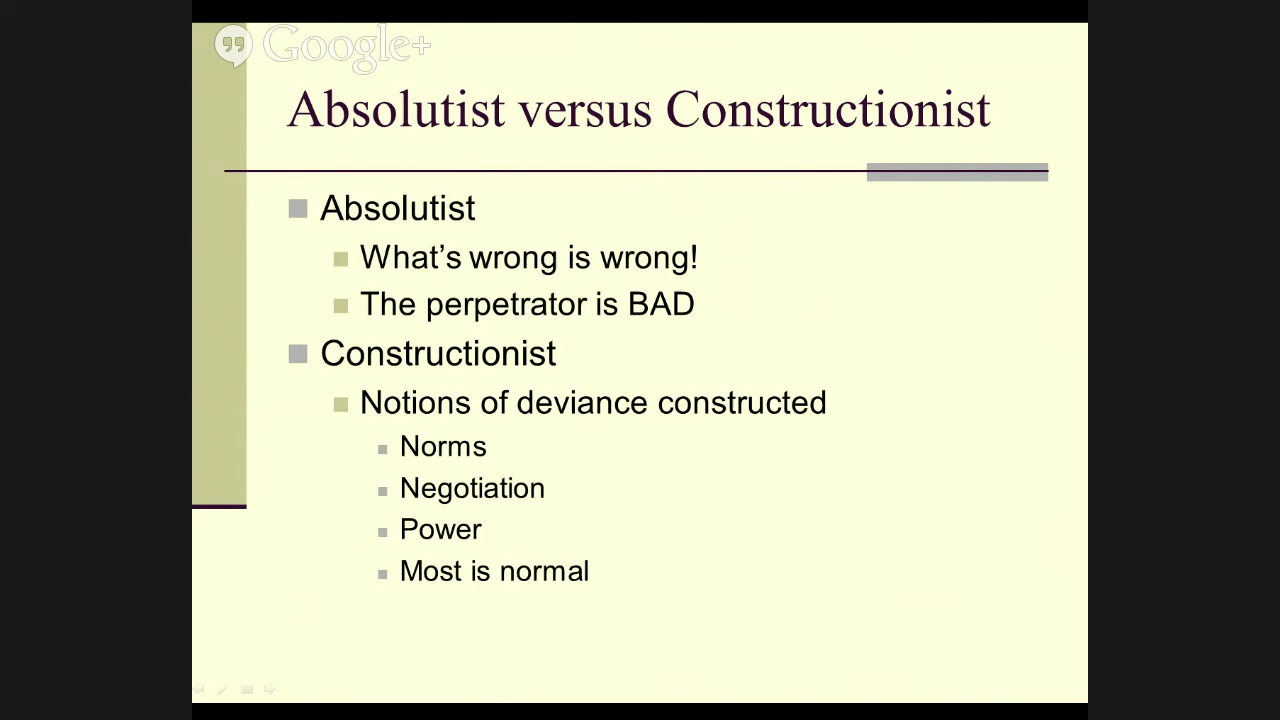 Google+
Absolutist versus Constructionist
Absolutist
What's wrong is wrong!
The perpetrator is BAD
Constructionist
Notions of deviance constructed
Norms
Negotiation
Power
Most is normal